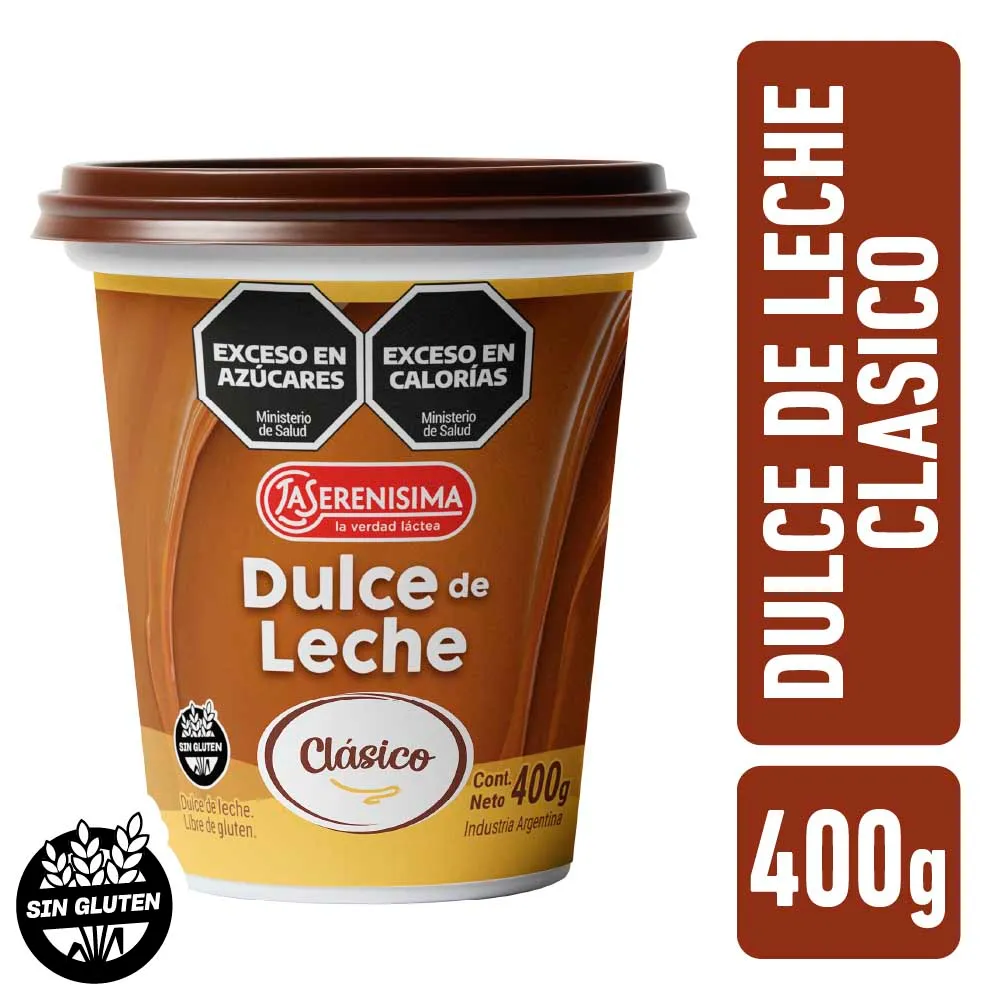 EXCESO EN
AZÚCARES
Ministerio
de Salud
EXCESO EN
CALORÍAS
Ministerio
de Salud
LA SERENISIMA
la verdad láctea
Dulce de
Leche
Clásico
SIN GLUTEN
Dulce de leche.
Libre de gluten.
Cont.
Neto 400g
Industria Argentina
SIN GLUTEN
DULCE DE LECHE
CLASICO
400g